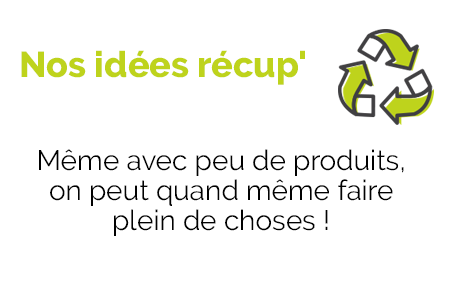 Nos idées récup'
Même avec peu de produits,
on peut quand même faire
plein de choses !